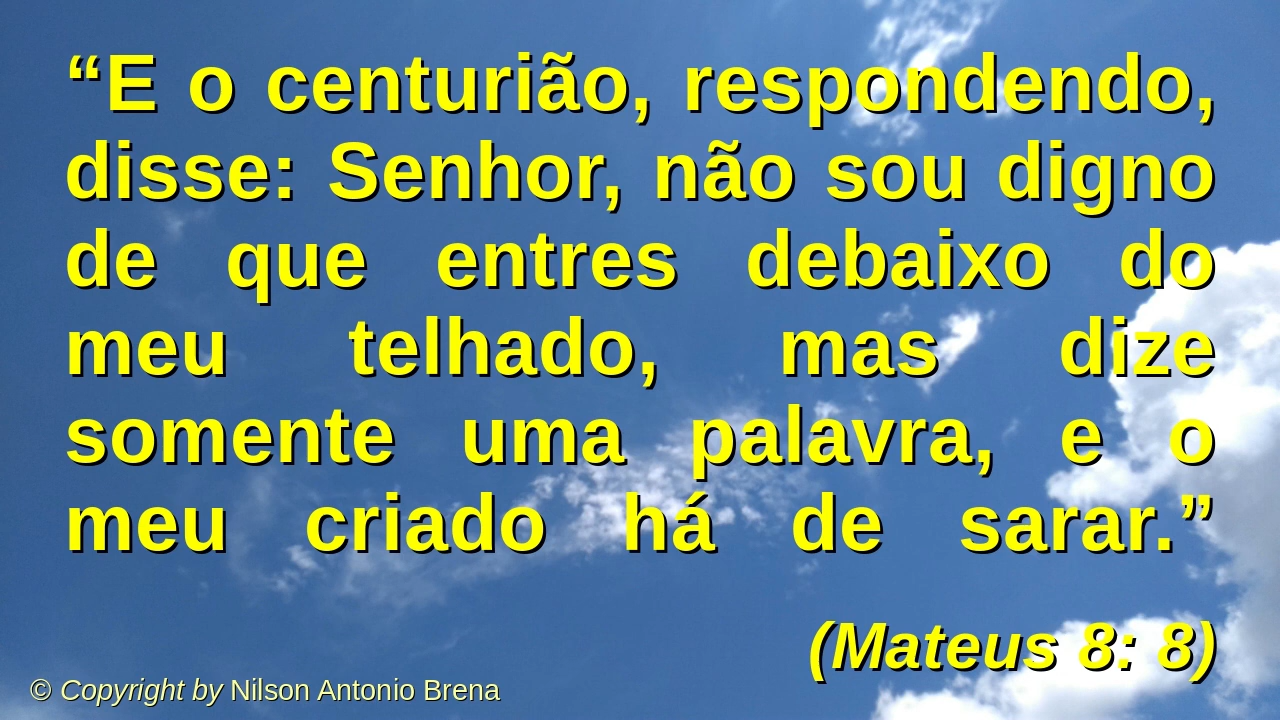 “E o centurião, respondendo,
disse: Senhor, não sou digno
de que entres debaixo do
meu telhado, mas dize
somente uma palavra, e o
meu criado há de sarar.”
(Mateus 8: 8)
© Copyright by Nilson Antonio Brena